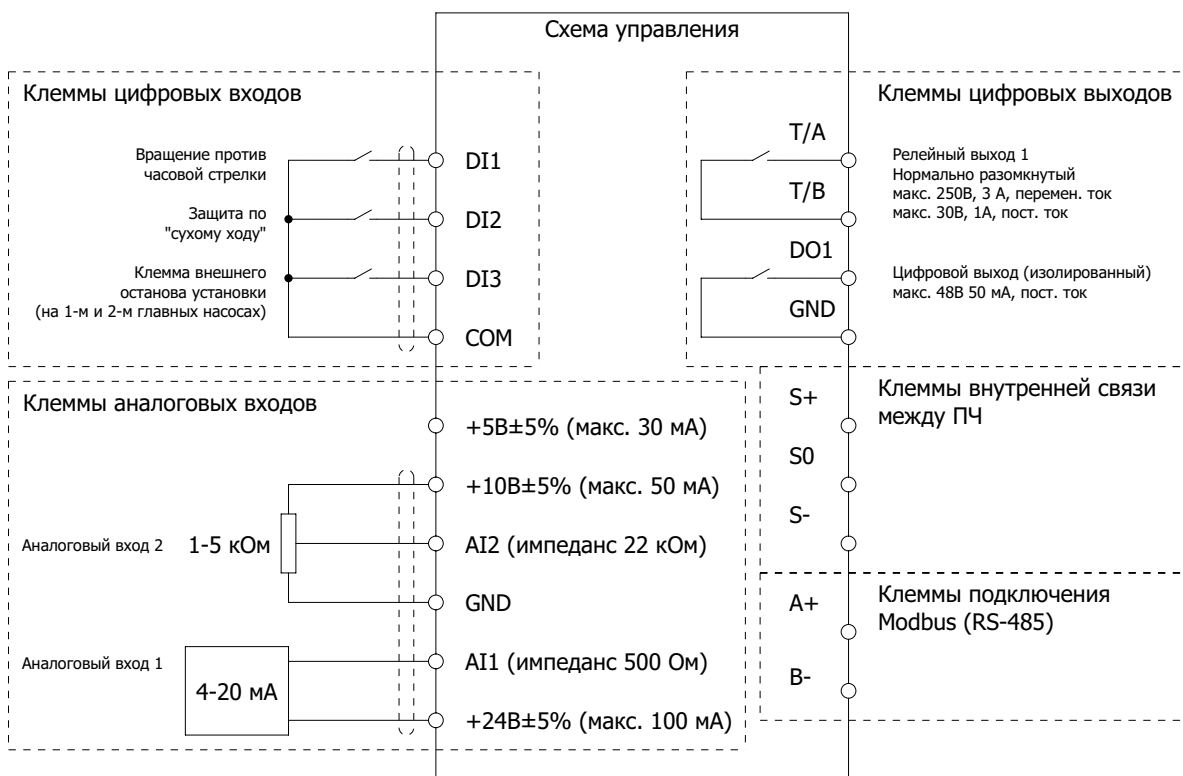 Схема управления
Клеммы цифровых входов
Вращение против
часовой стрелки
DI1
Защита по
"сухому ходу"
DI2
Клемма внешнего
останова установки
(на 1-м и 2-м главных насосах)
DI3
COM
Клеммы цифровых выходов
T/A
Релейный выход 1
Нормально разомкнутый
макс. 250В, 3 А, перемен. ток
макс. 30В, 1А, пост. ток
T/B
DO1
Цифровой выход (изолированный)
макс. 48В 50 мА, пост. ток
GND
Клеммы аналоговых входов
+5В±5% (макс. 30 мА)
+10В±5% (макс. 50 мА)
Аналоговый вход 2
1-5 кОм
AI2 (импеданс 22 кОм)
GND
Аналоговый вход 1
4-20 мА
AI1 (импеданс 500 Ом)
+24В±5% (макс. 100 мА)
S+
Клеммы внутренней связи
между ПЧ
S0
S-
A+
Клеммы подключения
Modbus (RS-485)
B-